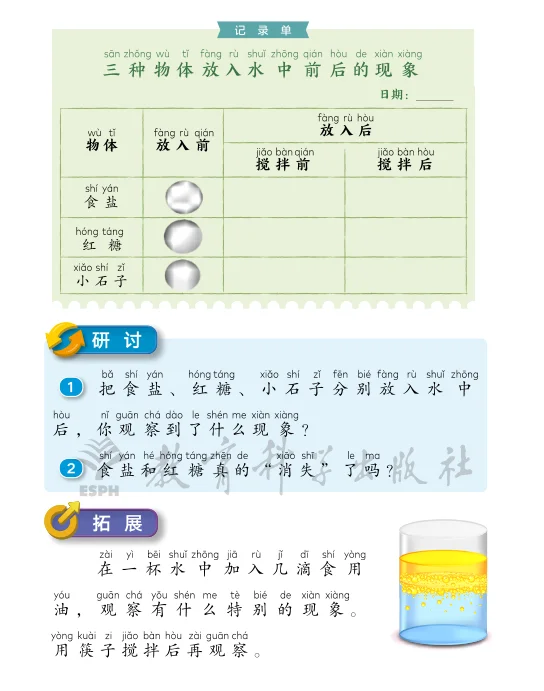 记录单
sān zhǒng wù tǐ fàng rù shuǐ zhōng qián hòu de xiàn xiàng
三种物体放入水中前后的现象
日期：______
wù tǐ
物体
fàng rù qián
放入前
fàng rù hòu
放入后
jiǎo bàn qián
搅拌前
jiǎo bàn hòu
搅拌后
shí yán
食盐
hóng táng
红糖
xiǎo shí zǐ
小石子
研讨
bǎ shí yán hóng táng xiǎo shí zǐ fēn bié fàng rù shuǐ zhōng
1 把食盐、红糖、小石子分别放入水中
hòu nǐ guān chá dào le shén me xiàn xiàng
后，你观察到了什么现象？
shí yán hé hóng táng zhēn de xiāo shī le ma
2 食盐和红糖真的“消失”了吗？
ESPH 教育科学出版社
拓展
zài yì bēi shuǐ zhōng jiā rù jǐ dī shí yòng
在一杯水中加入几滴食用
yóu guān chá yǒu shén me tè bié de xiàn xiàng
油，观察有什么特别的现象。
yòng kuài zi jiǎo bàn hòu zài guān chá
用筷子搅拌后再观察。